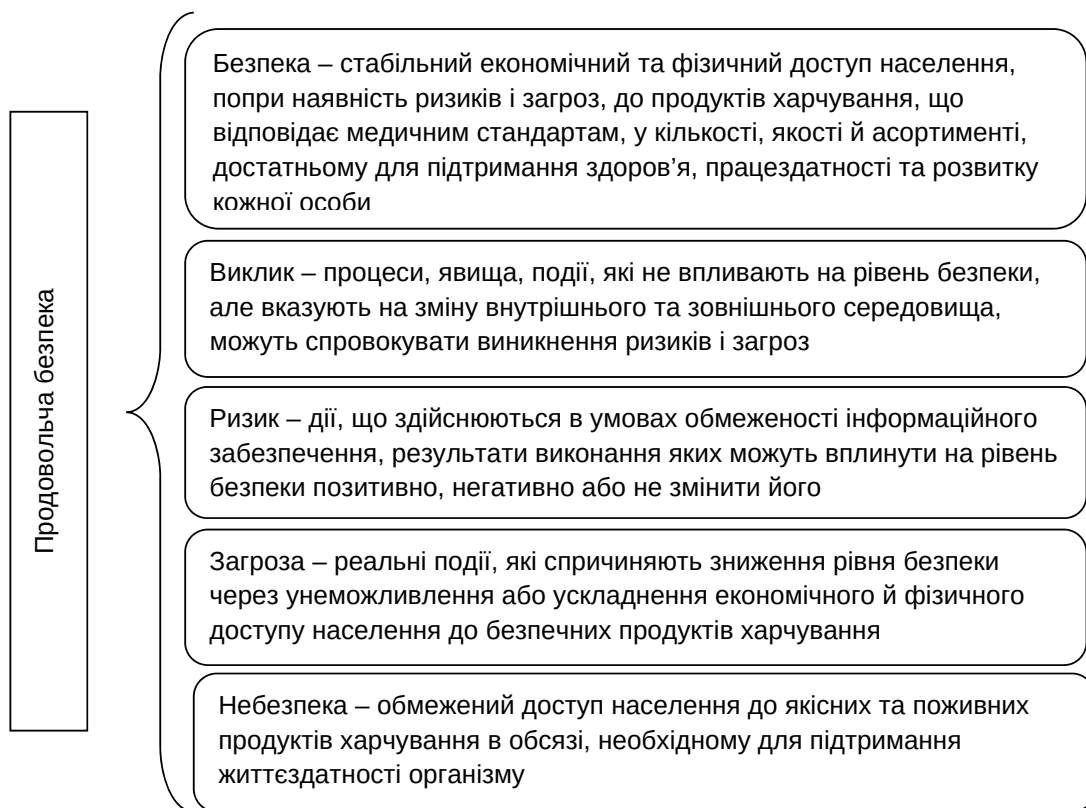 Продовольча безпека
Безпека – стабільний економічний та фізичний доступ населення,
попри наявність ризиків і загроз, до продуктів харчування, що
відповідає медичним стандартам, у кількості, якості й асортименті,
достатньому для підтримання здоров’я, працездатності та розвитку
кожної особи
Виклик – процеси, явища, події, які не впливають на рівень безпеки,
але вказують на зміну внутрішнього та зовнішнього середовища,
можуть спровокувати виникнення ризиків і загроз
Ризик – дії, що здійснюються в умовах обмеженості інформаційного
забезпечення, результати виконання яких можуть вплинути на рівень
безпеки позитивно, негативно або не змінити його
Загроза – реальні події, які спричиняють зниження рівня безпеки
через унеможливлення або ускладнення економічного й фізичного
доступу населення до безпечних продуктів харчування
Небезпека – обмежений доступ населення до якісних та поживних
продуктів харчування в обсязі, необхідному для підтримання
життєздатності організму